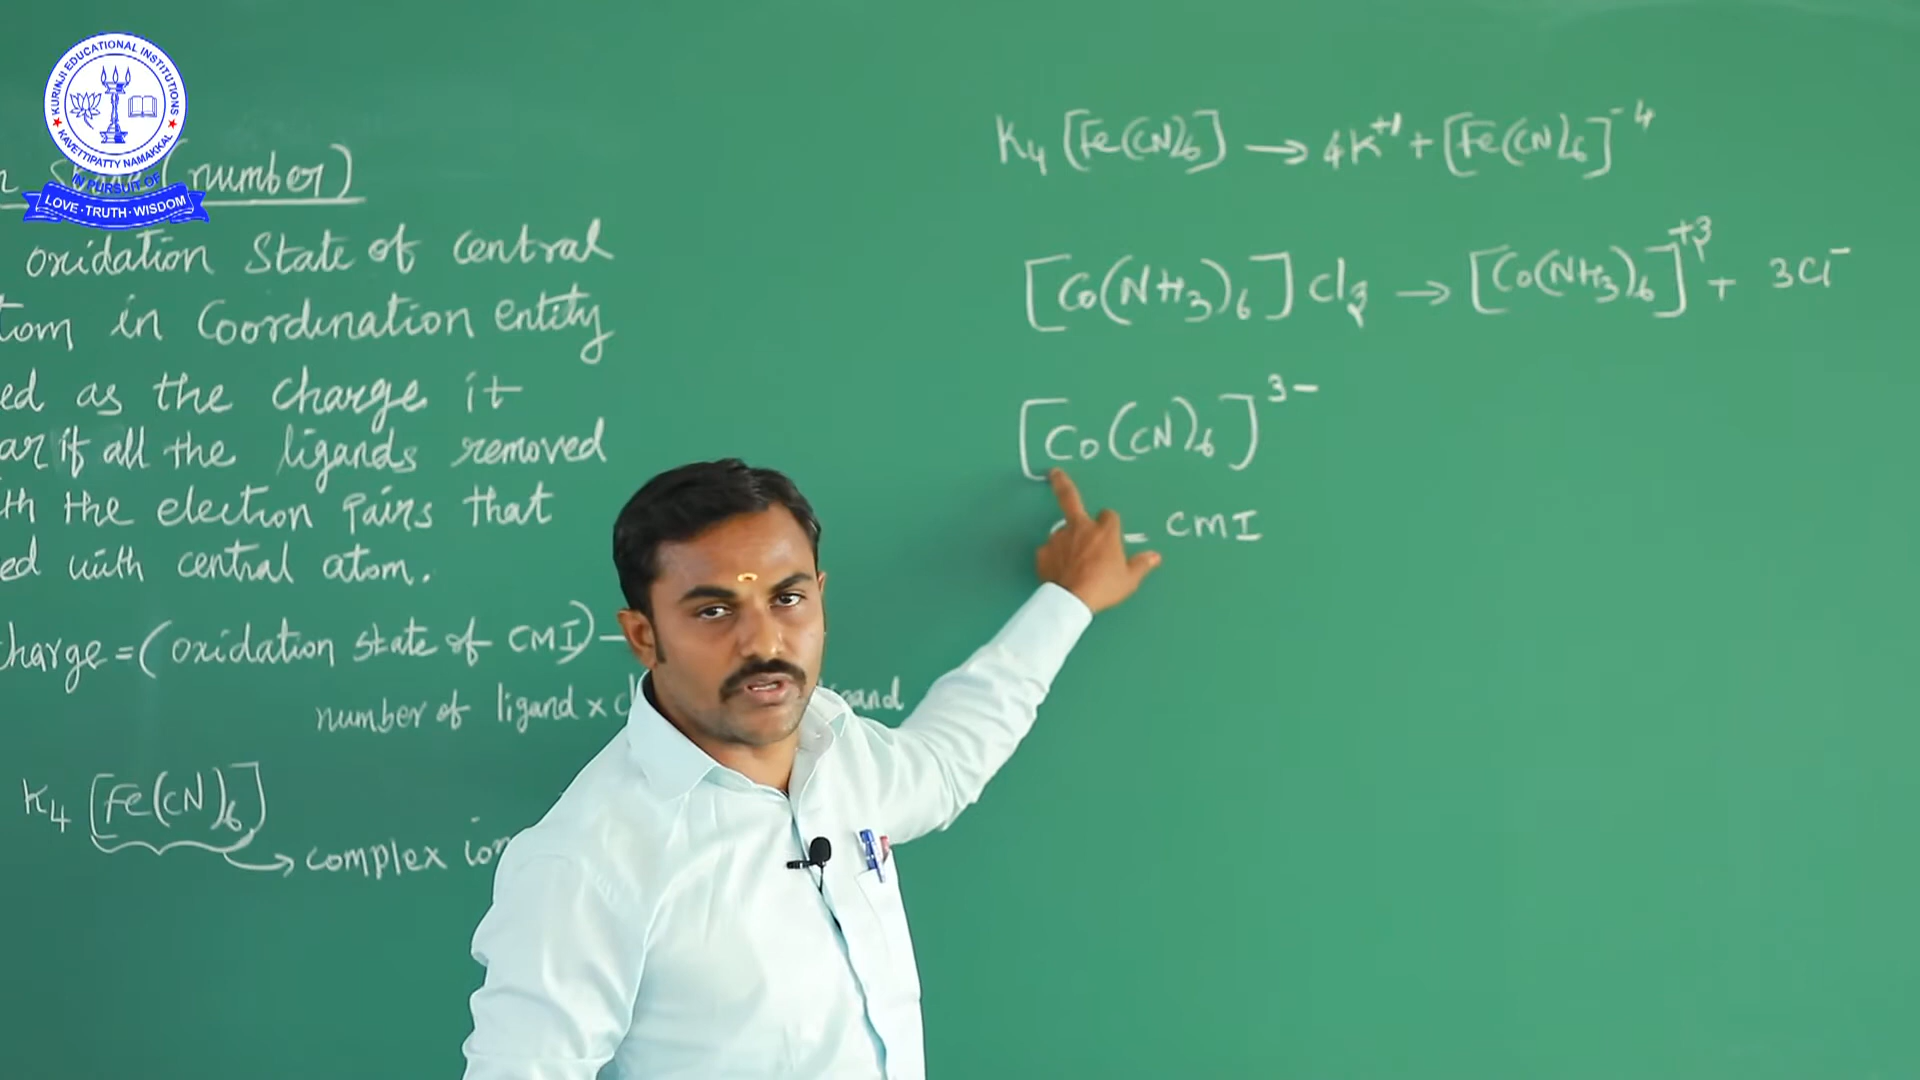 KURINJI EDUCATIONAL INSTITUTIONS
KAVETTIPATTY NAMAKKAL
IN PURSUIT OF
LOVE · TRUTH · WISDOM
(number)
oxidation State of central
tom in Coordination entity
ed as the charge it
ar if all the ligands removed
th the election pairs that
ed with central atom.
harge = (oxidation state of CMI) –
number of ligand x
K₄ [Fe(CN)₆]
complex ion
K₄ [Fe(CN)₆] → 4K⁺¹ + [Fe(CN)₆]⁻⁴
[Co(NH₃)₆] Cl₃ → [Co(NH₃)₆]⁺³ + 3Cl⁻
[Co(CN)₆]³⁻
= CMI